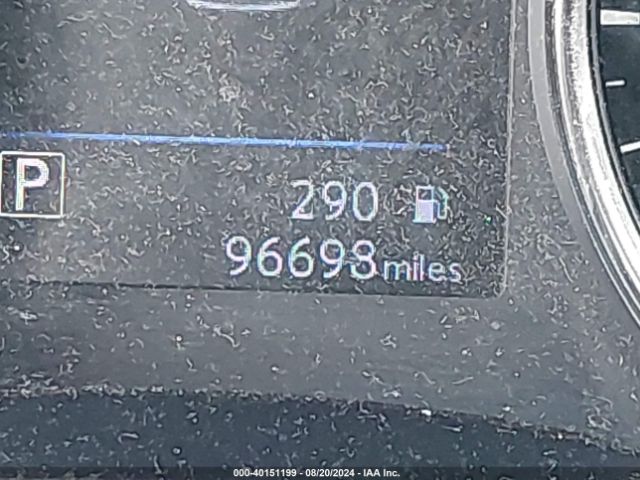 P
290
96693miles
000-40151199 - 08/20/2024 - IAA Inc.